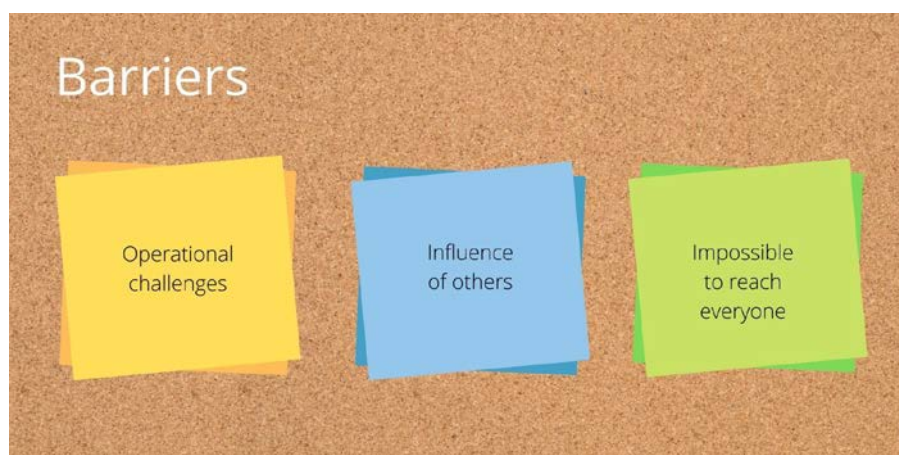 Barriers
Operational
challenges
Influence
of others
Impossible
to reach
everyone